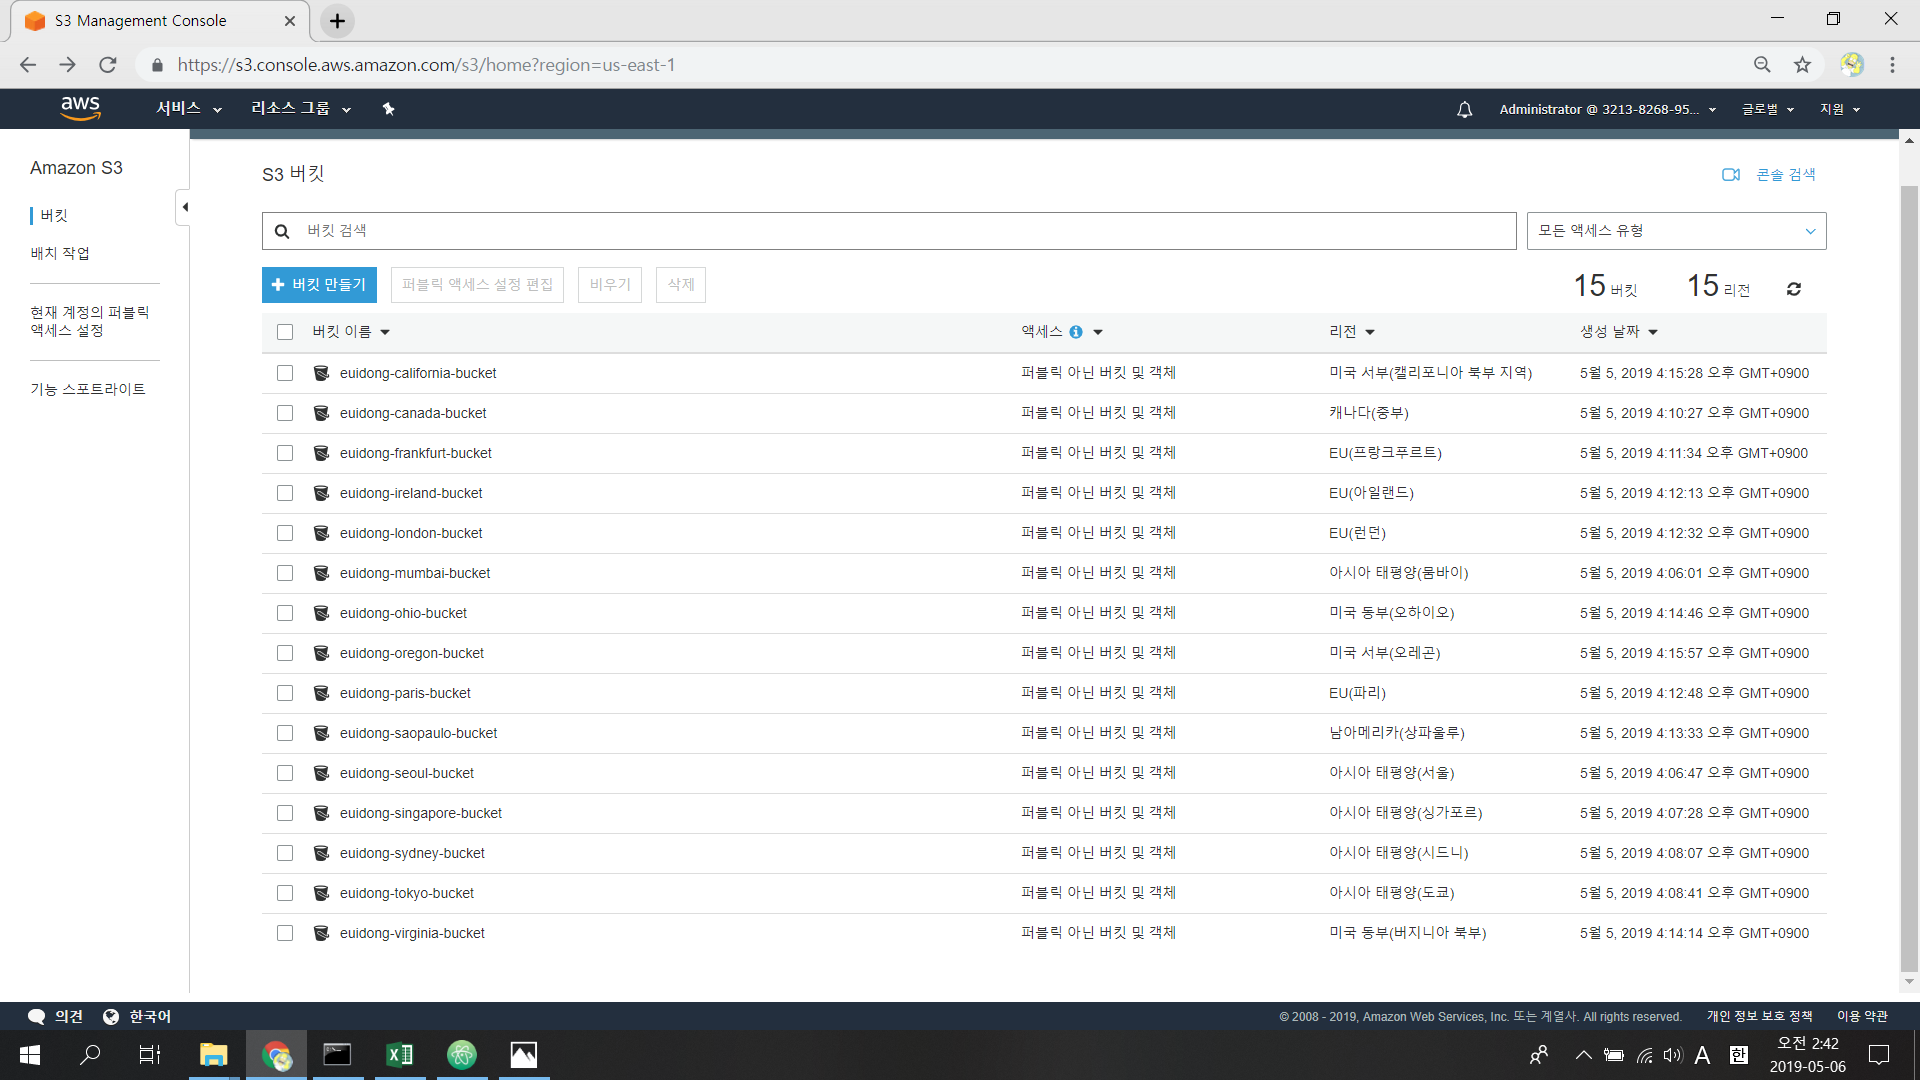 S3 Management Console
https://s3.console.aws.amazon.com/s3/home?region=us-east-1
aws 서비스 리소스 그룹 Administrator @ 3213-8268-95... 글로벌 지원
Amazon S3
버킷
배치 작업
현재 계정의 퍼블릭
액세스 설정
기능 스포트라이트
S3 버킷 콘솔 검색
버킷 검색 모든 액세스 유형
버킷 만들기 퍼블릭 액세스 설정 편집 비우기 삭제 15 버킷 15 리전
버킷 이름 액세스 리전 생성 날짜
euidong-california-bucket 퍼블릭 아닌 버킷 및 객체 미국 서부(캘리포니아 북부 지역) 5월 5, 2019 4:15:28 오후 GMT+0900
euidong-canada-bucket 퍼블릭 아닌 버킷 및 객체 캐나다(중부) 5월 5, 2019 4:10:27 오후 GMT+0900
euidong-frankfurt-bucket 퍼블릭 아닌 버킷 및 객체 EU(프랑크푸르트) 5월 5, 2019 4:11:34 오후 GMT+0900
euidong-ireland-bucket 퍼블릭 아닌 버킷 및 객체 EU(아일랜드) 5월 5, 2019 4:12:13 오후 GMT+0900
euidong-london-bucket 퍼블릭 아닌 버킷 및 객체 EU(런던) 5월 5, 2019 4:12:32 오후 GMT+0900
euidong-mumbai-bucket 퍼블릭 아닌 버킷 및 객체 아시아 태평양(뭄바이) 5월 5, 2019 4:06:01 오후 GMT+0900
euidong-ohio-bucket 퍼블릭 아닌 버킷 및 객체 미국 동부(오하이오) 5월 5, 2019 4:14:46 오후 GMT+0900
euidong-oregon-bucket 퍼블릭 아닌 버킷 및 객체 미국 서부(오레곤) 5월 5, 2019 4:15:57 오후 GMT+0900
euidong-paris-bucket 퍼블릭 아닌 버킷 및 객체 EU(파리) 5월 5, 2019 4:12:48 오후 GMT+0900
euidong-saopaulo-bucket 퍼블릭 아닌 버킷 및 객체 남아메리카(상파울루) 5월 5, 2019 4:13:33 오후 GMT+0900
euidong-seoul-bucket 퍼블릭 아닌 버킷 및 객체 아시아 태평양(서울) 5월 5, 2019 4:06:47 오후 GMT+0900
euidong-singapore-bucket 퍼블릭 아닌 버킷 및 객체 아시아 태평양(싱가포르) 5월 5, 2019 4:07:28 오후 GMT+0900
euidong-sydney-bucket 퍼블릭 아닌 버킷 및 객체 아시아 태평양(시드니) 5월 5, 2019 4:08:07 오후 GMT+0900
euidong-tokyo-bucket 퍼블릭 아닌 버킷 및 객체 아시아 태평양(도쿄) 5월 5, 2019 4:08:41 오후 GMT+0900
euidong-virginia-bucket 퍼블릭 아닌 버킷 및 객체 미국 동부(버지니아 북부) 5월 5, 2019 4:14:14 오후 GMT+0900
의견 한국어 © 2008 - 2019, Amazon Web Services, Inc. 또는 계열사. All rights reserved. 개인 정보 보호 정책 이용 약관
A 한 오전 2:42
2019-05-06